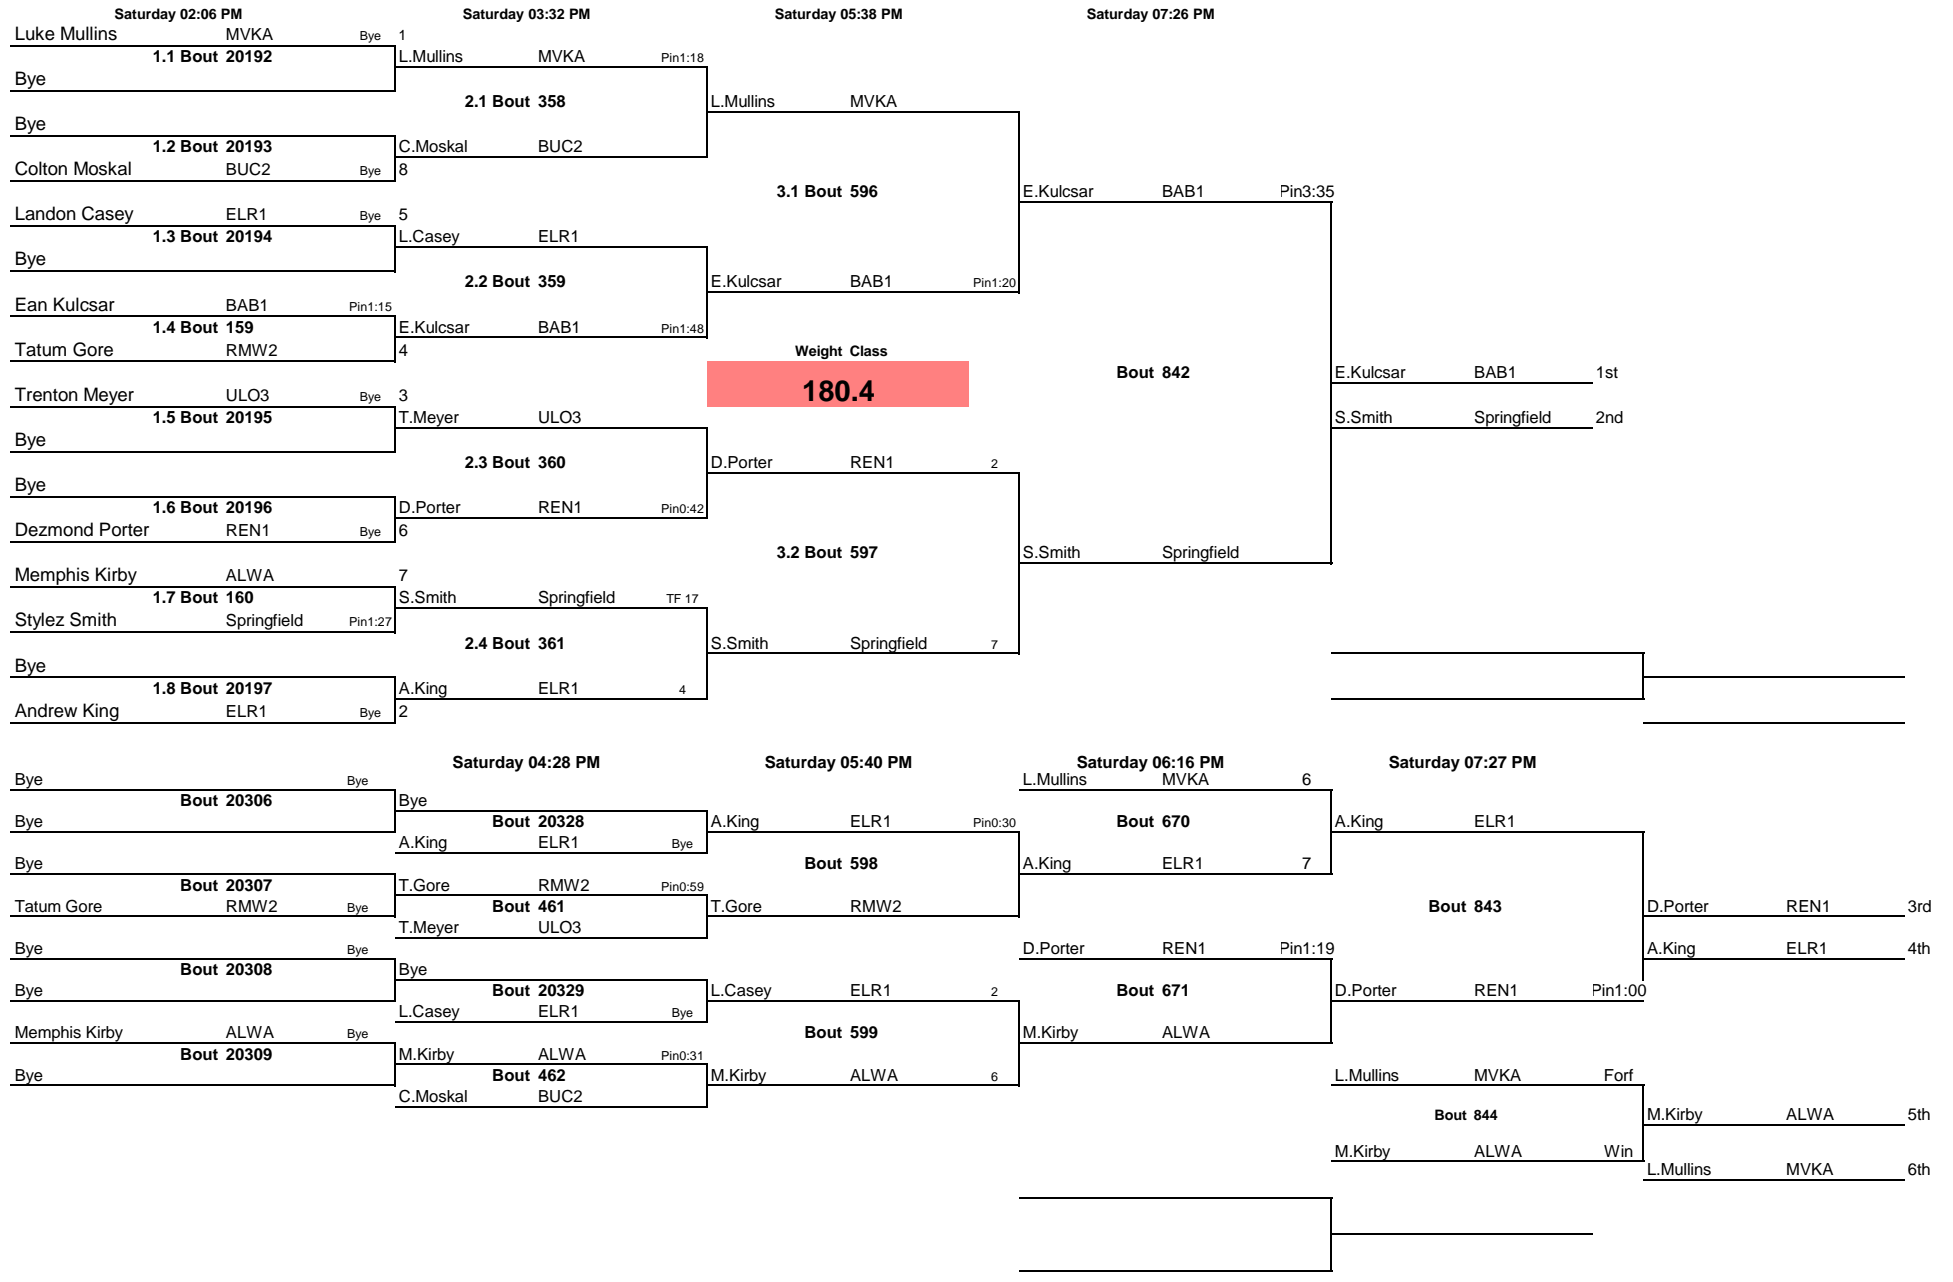 Saturday 02:06 PM Saturday 03:32 PM Saturday 05:38 PM Saturday 07:26 PM
Luke Mullins MVKA Bye 1
1.1 Bout 20192 L.Mullins MVKA Pin1:18
Bye
2.1 Bout 358 L.Mullins MVKA
Bye
1.2 Bout 20193 C.Moskal BUC2
Colton Moskal BUC2 Bye 8
3.1 Bout 596 E.Kulcsar BAB1 Pin3:35
Landon Casey ELR1 Bye 5
1.3 Bout 20194 L.Casey ELR1
Bye
2.2 Bout 359 E.Kulcsar BAB1 Pin1:20
Ean Kulcsar BAB1 Pin1:15
1.4 Bout 159 E.Kulcsar BAB1 Pin1:48
Tatum Gore RMW2 4 Weight Class
Bout 842 E.Kulcsar BAB1 1st
Trenton Meyer ULO3 Bye 3 180.4
1.5 Bout 20195 T.Meyer ULO3 S.Smith Springfield 2nd
Bye
2.3 Bout 360 D.Porter REN1 2
Bye
1.6 Bout 20196 D.Porter REN1 Pin0:42
Dezmond Porter REN1 Bye 6
3.2 Bout 597 S.Smith Springfield
Memphis Kirby ALWA 7
1.7 Bout 160 S.Smith Springfield TF 17
Stylez Smith Springfield Pin1:27
2.4 Bout 361 S.Smith Springfield 7
Bye
1.8 Bout 20197 A.King ELR1 4
Andrew King ELR1 Bye 2
Saturday 04:28 PM Saturday 05:40 PM Saturday 06:16 PM Saturday 07:27 PM
Bye Bye L.Mullins MVKA 6
Bout 20306 Bye
Bye Bout 20328 A.King ELR1 Pin0:30 Bout 670 A.King ELR1
A.King ELR1 Bye
Bye Bout 598 A.King ELR1 7
Bout 20307 T.Gore RMW2 Pin0:59
Tatum Gore RMW2 Bye Bout 461 T.Gore RMW2 Bout 843 D.Porter REN1 3rd
T.Meyer ULO3
Bye Bye D.Porter REN1 Pin1:19 A.King ELR1 4th
Bout 20308 Bye
Bye Bout 20329 L.Casey ELR1 2 Bout 671 D.Porter REN1 Pin1:00
L.Casey ELR1 Bye
Memphis Kirby ALWA Bye Bout 599 M.Kirby ALWA
Bout 20309 M.Kirby ALWA Pin0:31
Bye Bout 462 M.Kirby ALWA 6 L.Mullins MVKA Forf
C.Moskal BUC2
Bout 844 M.Kirby ALWA 5th
M.Kirby ALWA Win
L.Mullins MVKA 6th